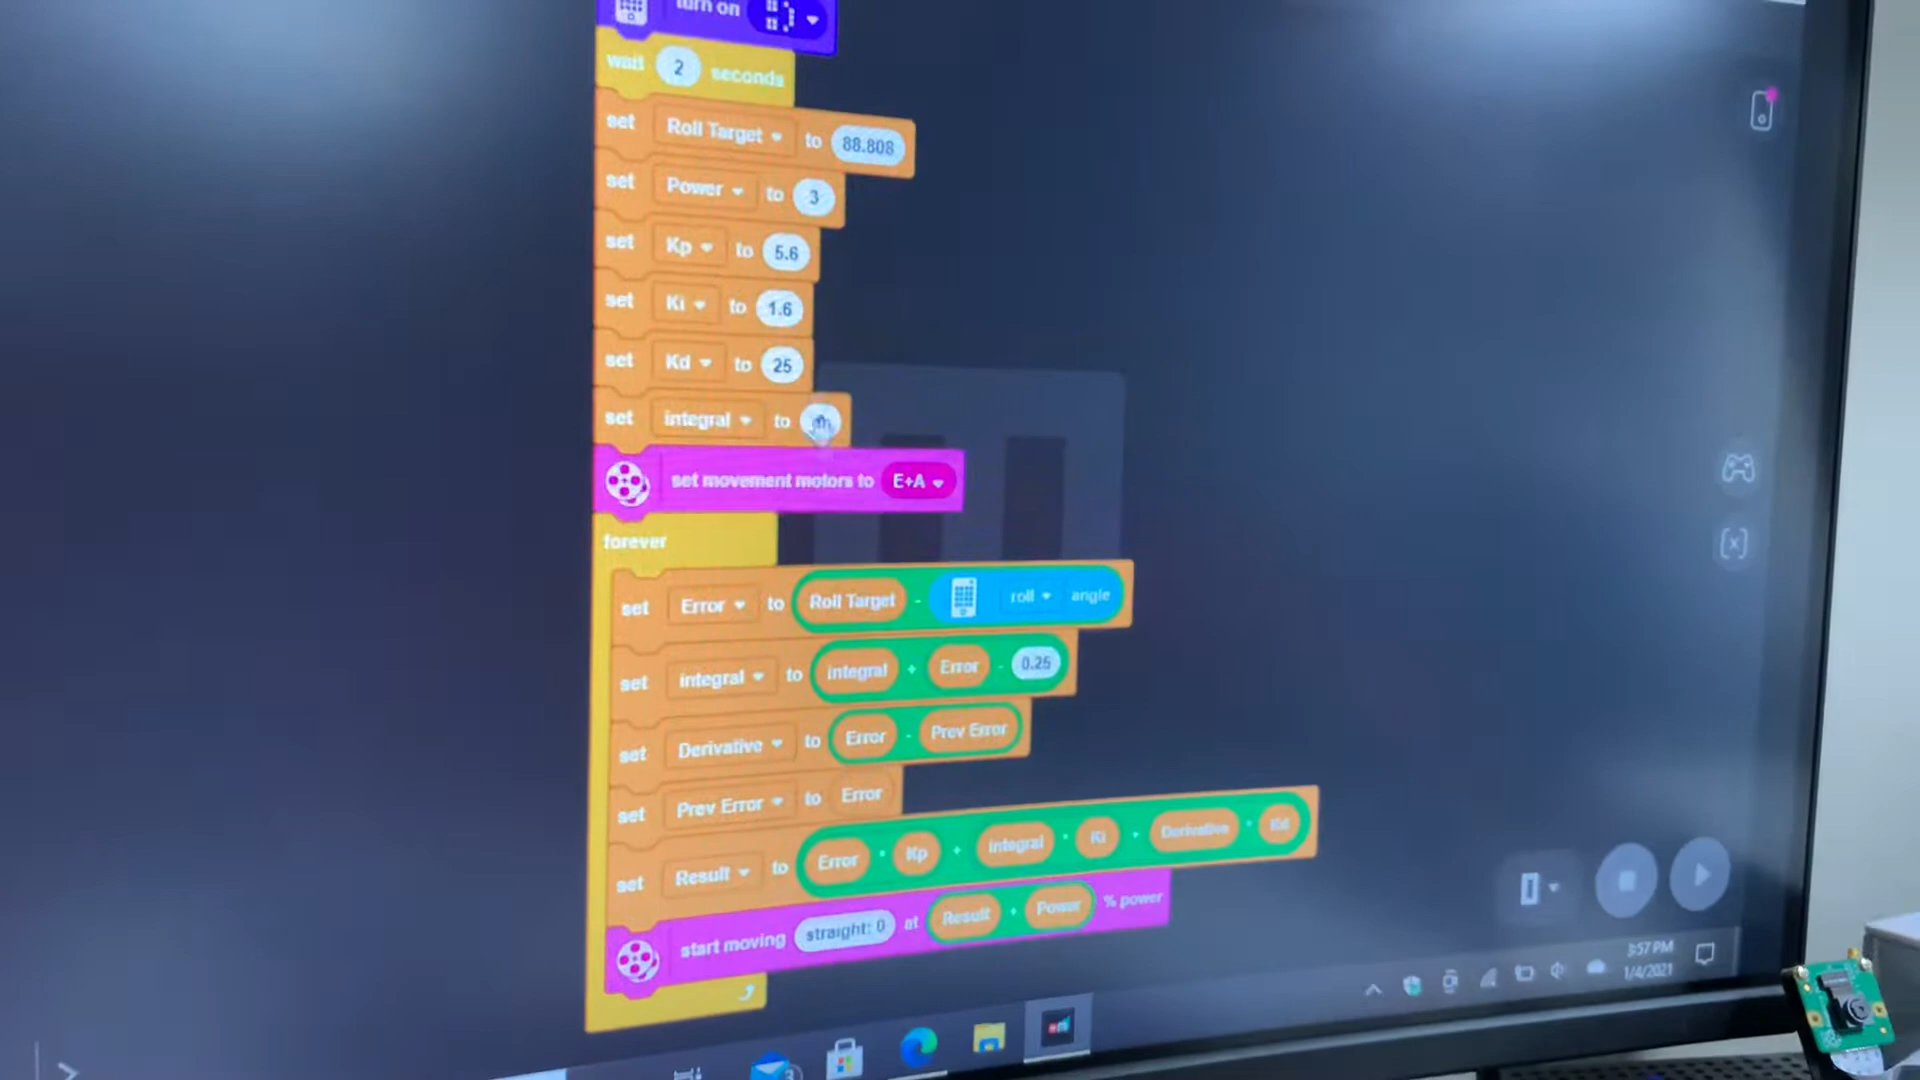 turn on
wait 2 seconds
set Roll Target to 88.808
set Power to 3
set Kp to 5.6
set Ki to 1.6
set Kd to 25
set integral to
set movement motors to E+A
forever
set Error to Roll Target - roll angle
set integral to integral + Error - 0.25
set Derivative to Error - Prev Error
set Prev Error to Error
set Result to Error * Kp + integral * Ki + Derivative * Kd
start moving straight: 0 at Result + Power % power
3:57 PM
1/4/2021